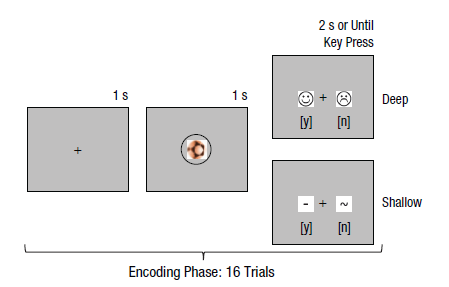 2 s or Until
Key Press
1 s
1 s
+
+
[y] [n]
Deep
- + ~
[y] [n]
Shallow
Encoding Phase: 16 Trials